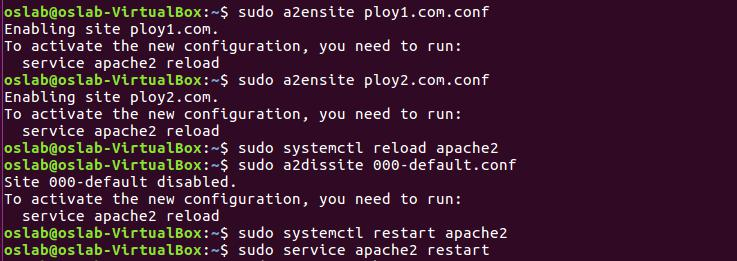 oslab@oslab-VirtualBox:~$ sudo a2ensite ploy1.com.conf
Enabling site ploy1.com.
To activate the new configuration, you need to run:
  service apache2 reload
oslab@oslab-VirtualBox:~$ sudo a2ensite ploy2.com.conf
Enabling site ploy2.com.
To activate the new configuration, you need to run:
  service apache2 reload
oslab@oslab-VirtualBox:~$ sudo systemctl reload apache2
oslab@oslab-VirtualBox:~$ sudo a2dissite 000-default.conf
Site 000-default disabled.
To activate the new configuration, you need to run:
  service apache2 reload
oslab@oslab-VirtualBox:~$ sudo systemctl restart apache2
oslab@oslab-VirtualBox:~$ sudo service apache2 restart